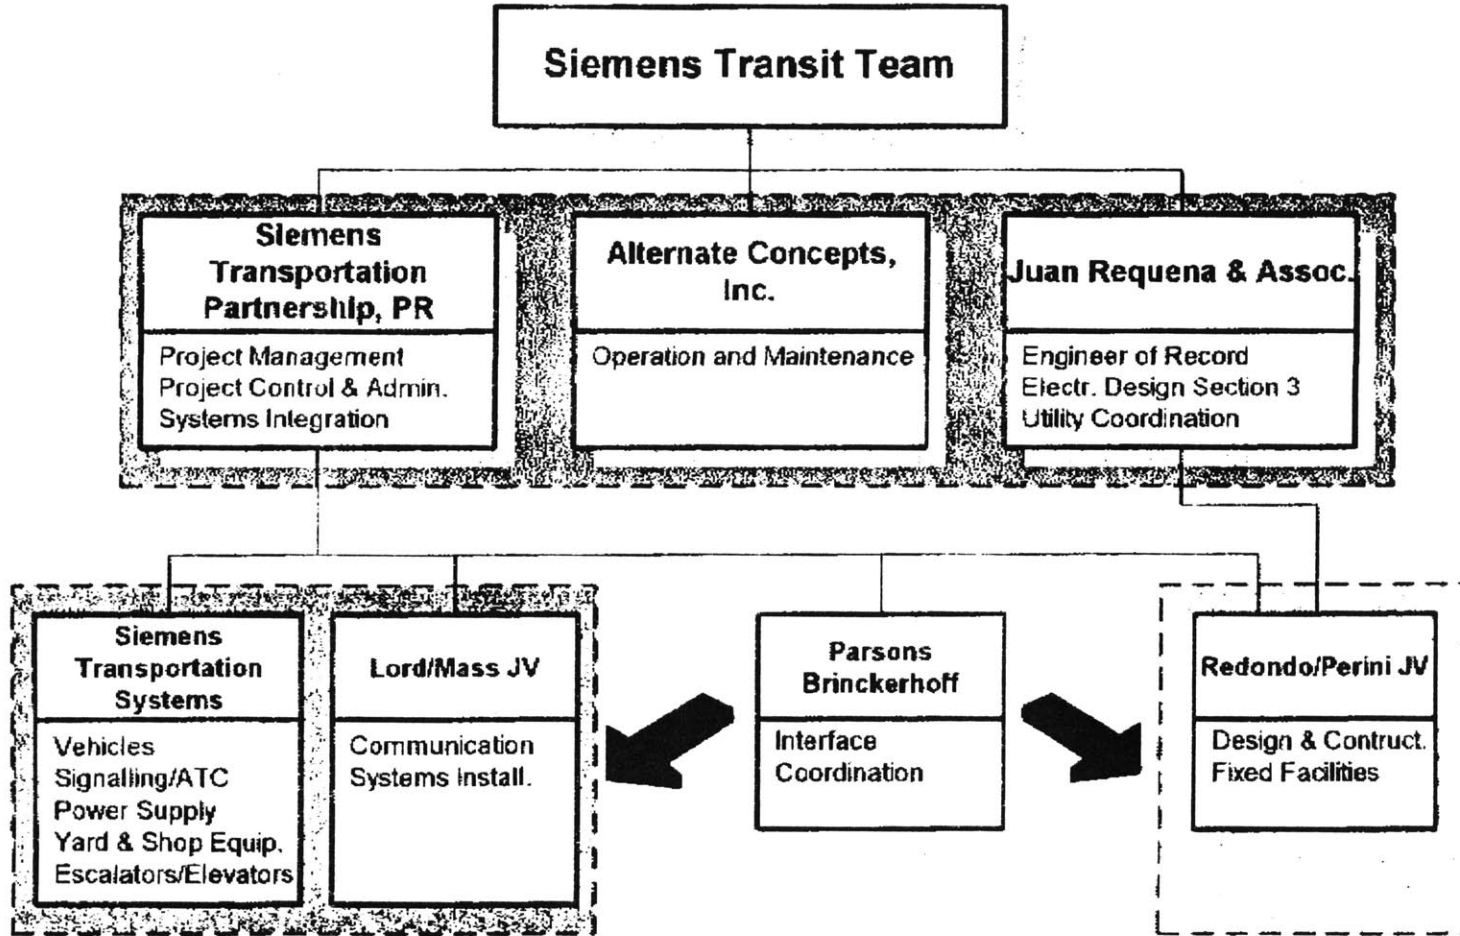 Siemens Transit Team
Siemens
Transportation
Partnership, PR
Project Management
Project Control & Admin.
Systems Integration
Alternate Concepts,
Inc.
Operation and Maintenance
Juan Requena & Assoc.
Engineer of Record
Electr. Design Section 3
Utility Coordination
Siemens
Transportation
Systems
Vehicles
Signalling/ATC
Power Supply
Yard & Shop Equip.
Escalators/Elevators
Lord/Mass JV
Communication
Systems Install.
Parsons
Brinckerhoff
Interface
Coordination
Redondo/Perini JV
Design & Contruct.
Fixed Facilities